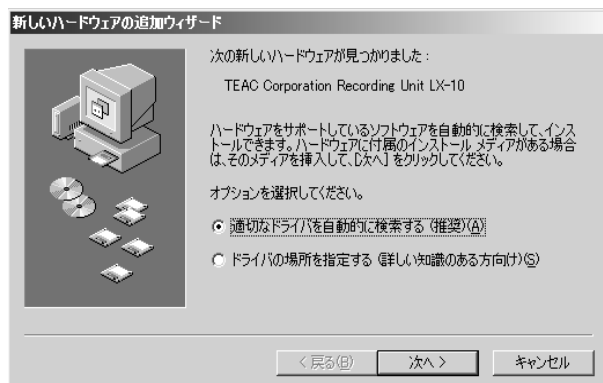 新しいハードウェアの追加ウィザード
次の新しいハードウェアが見つかりました：
TEAC Corporation Recording Unit LX-10
ハードウェアをサポートしているソフトウェアを自動的に検索して、インス
トールできます。ハードウェアに付属のインストール メディアがある場合
は、そのメディアを挿入して、[次へ] をクリックしてください。
オプションを選択してください。
適切なドライバを自動的に検索する (推奨)(A)
ドライバの場所を指定する (詳しい知識のある方向け)(S)
< 戻る(B)
次へ >
キャンセル